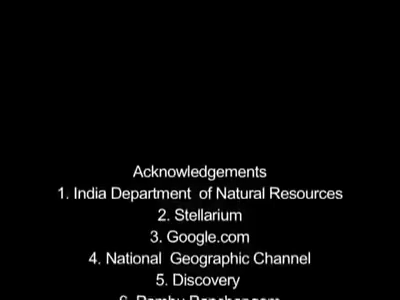 Acknowledgements
1. India Department of Natural Resources
2. Stellarium
3. Google.com
4. National Geographic Channel
5. Discovery